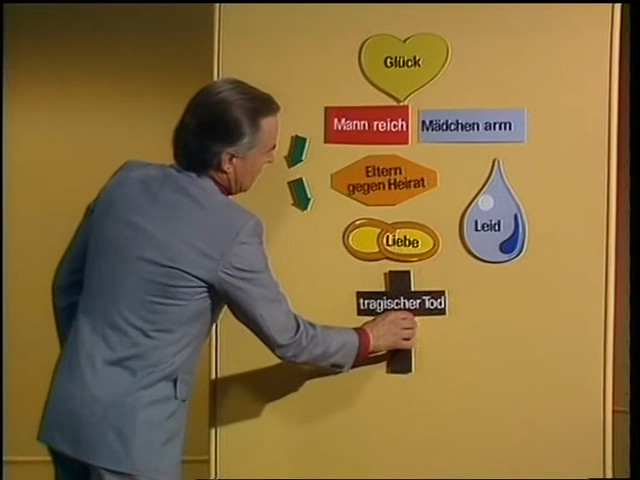 Glück
Mann reich
Mädchen arm
Eltern
gegen Heirat
Liebe
Leid
tragischer Tod